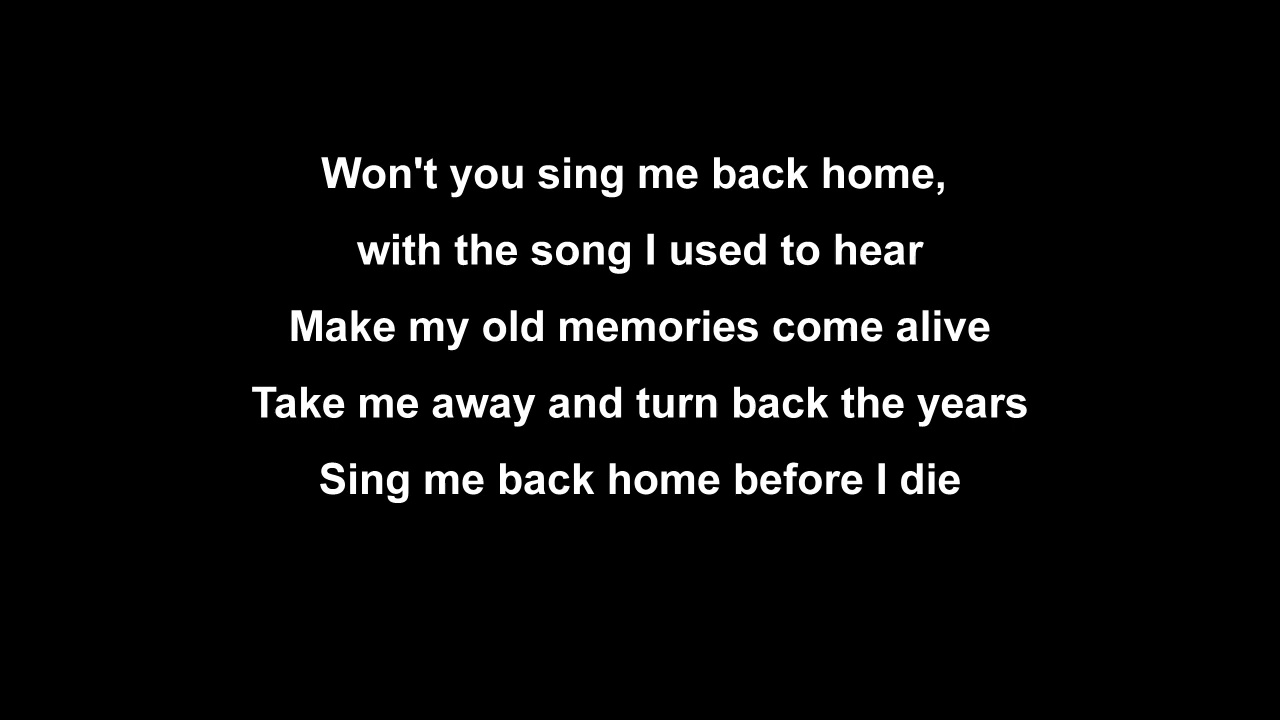 Won't you sing me back home,
with the song I used to hear
Make my old memories come alive
Take me away and turn back the years
Sing me back home before I die